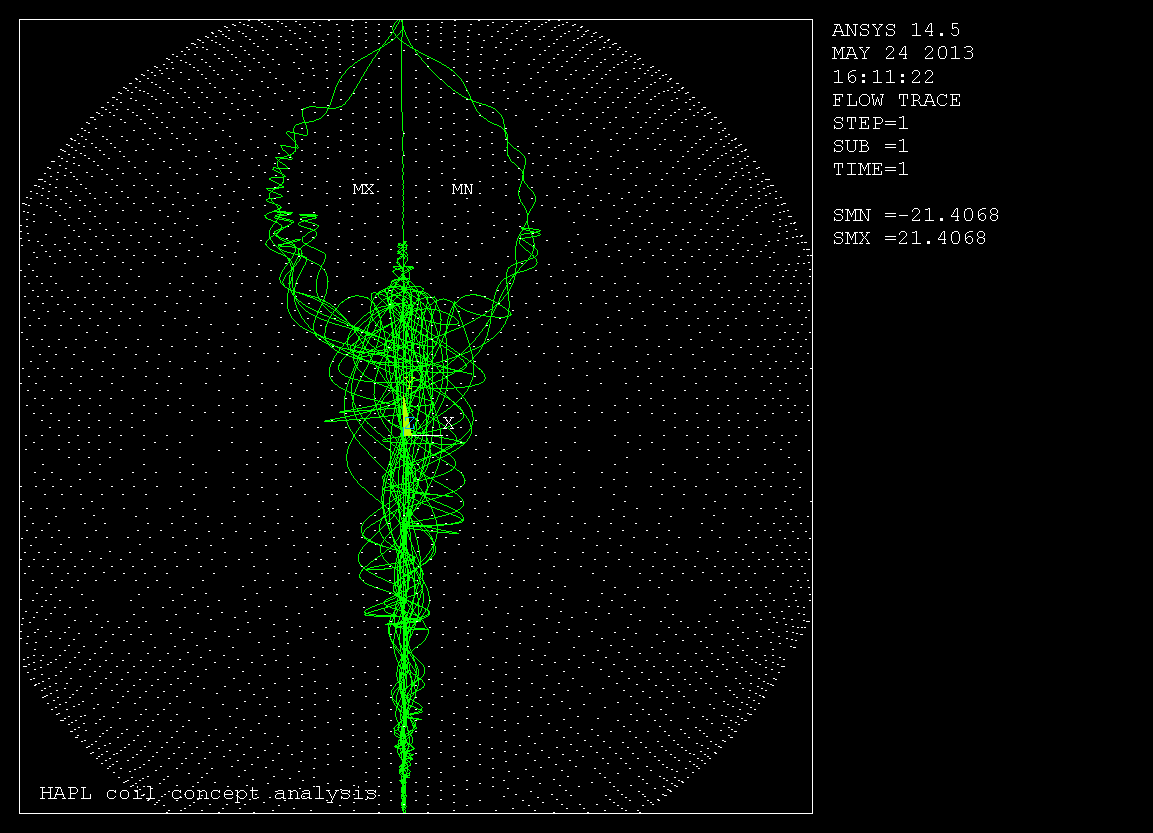 ANSYS 14.5
MAY 24 2013
16:11:22
FLOW TRACE
STEP=1
SUB =1
TIME=1
SMN =-21.4068
SMX =21.4068
MX MN
X
HAPL coil concept analysis